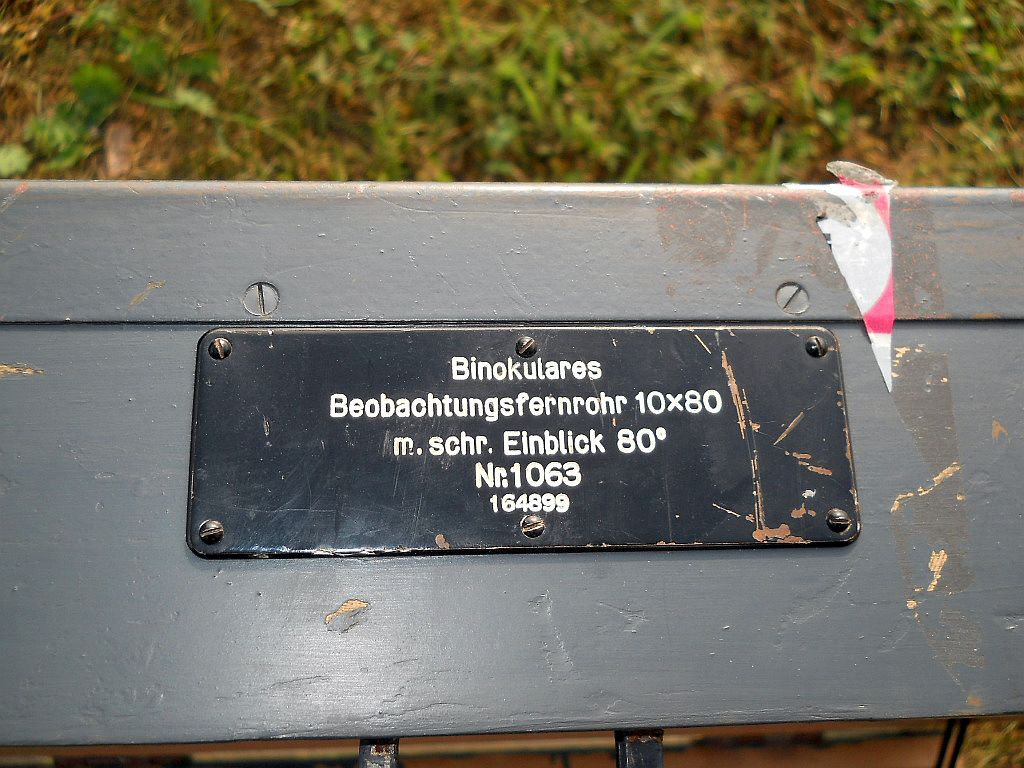 Binokulares
Beobachtungsfernrohr 10x80
m. schr. Einblick 80°
Nr.1063
164899